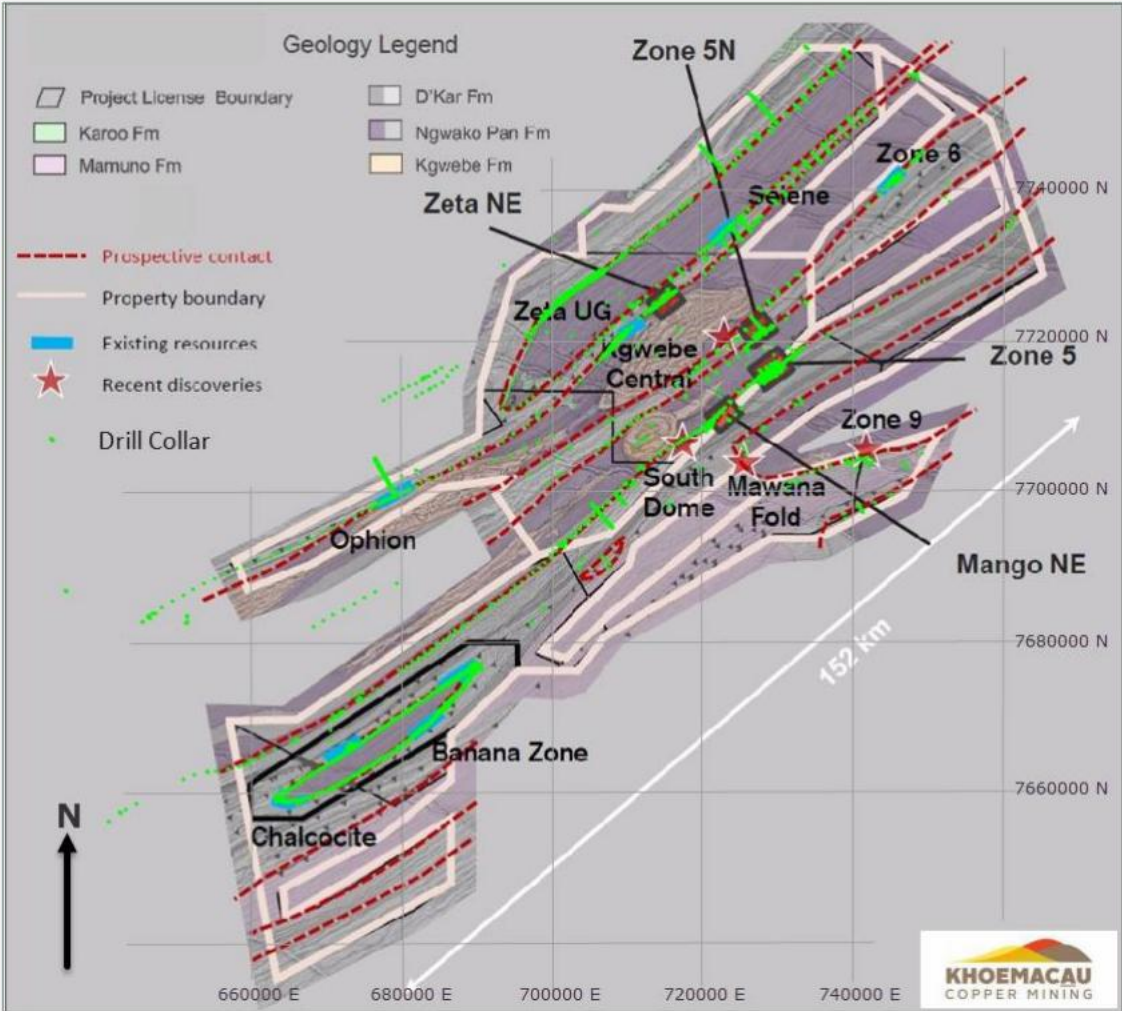 Geology Legend
Project License Boundary
Karoo Fm
Mamuno Fm
D'Kar Fm
Ngwako Pan Fm
Kgwebe Fm
Prospective contact
Property boundary
Existing resources
Recent discoveries
Drill Collar
Zone 5N
Zone 6
7740000 N
Zeta NE
Selene
Zeta UG
7720000 N
Kgwebe
Central
Zone 5
Zone 9
South
Dome
Mawana
Fold
7700000 N
Ophion
Mango NE
7680000 N
152 km
Banana Zone
7660000 N
N
Chalcocite
660000 E
680000 E
700000 E
720000 E
740000 E
KHOEMACAU
COPPER MINING